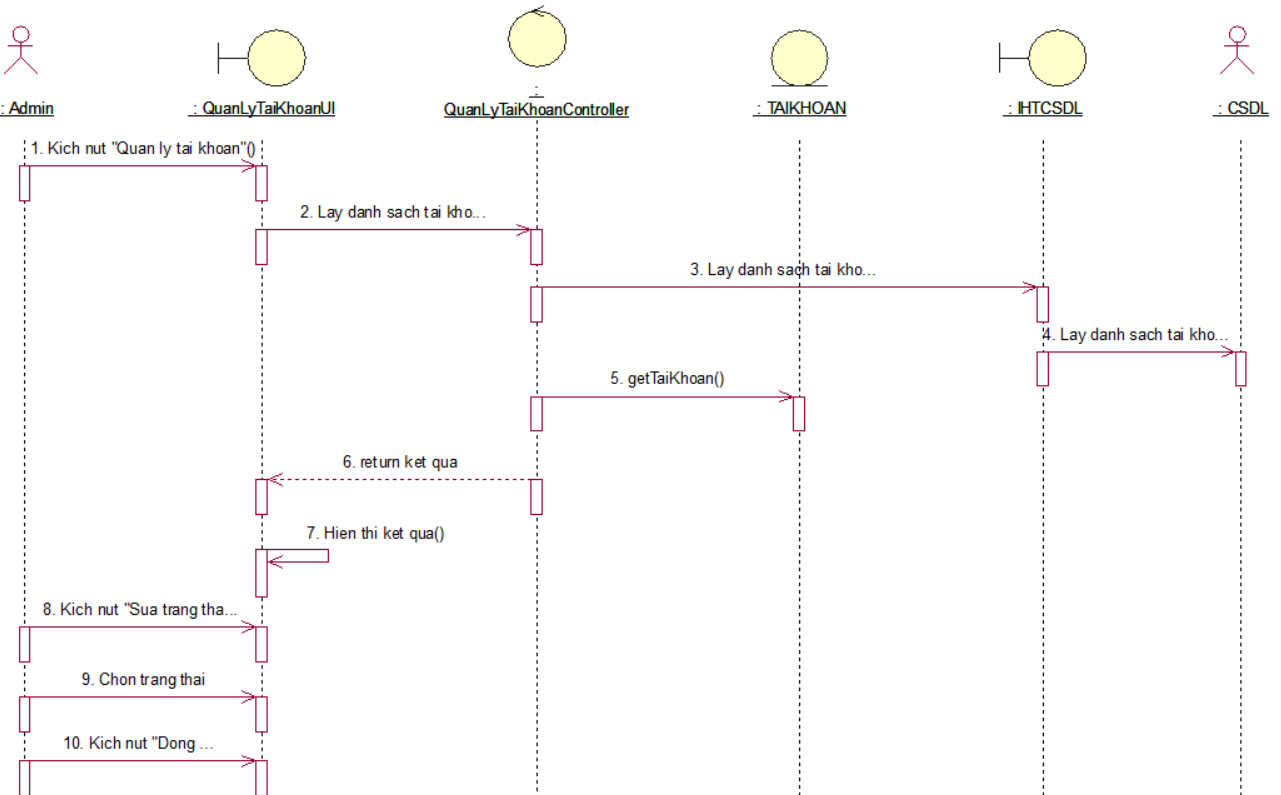 : Admin
: QuanLyTaiKhoanUI
:
QuanLyTaiKhoanController
: TAIKHOAN
: IHTCSDL
: CSDL
1. Kich nut "Quan ly tai khoan"()
2. Lay danh sach tai kho...
3. Lay danh sach tai kho...
4. Lay danh sach tai kho...
5. getTaiKhoan()
6. return ket qua
7. Hien thi ket qua()
8. Kich nut "Sua trang tha...
9. Chon trang thai
10. Kich nut "Dong ...